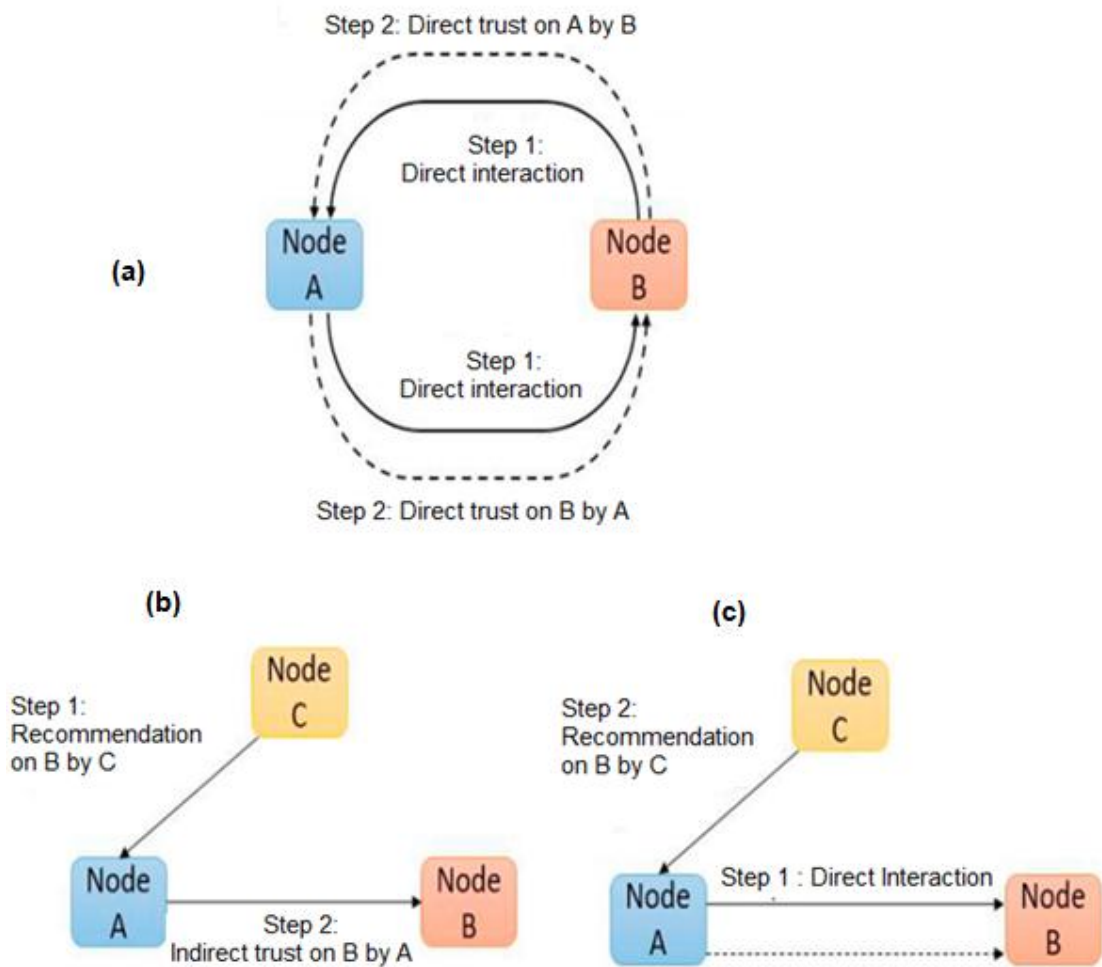 Step 2: Direct trust on A by B
Step 1:
Direct interaction
Node
A
Node
B
(a)
Step 1:
Direct interaction
Step 2: Direct trust on B by A
(b)
Node
C
Step 1:
Recommendation
on B by C
Node
A
Node
B
Step 2:
Indirect trust on B by A
(c)
Node
C
Step 2:
Recommendation
on B by C
Step 1 : Direct Interaction
Node
A
Node
B